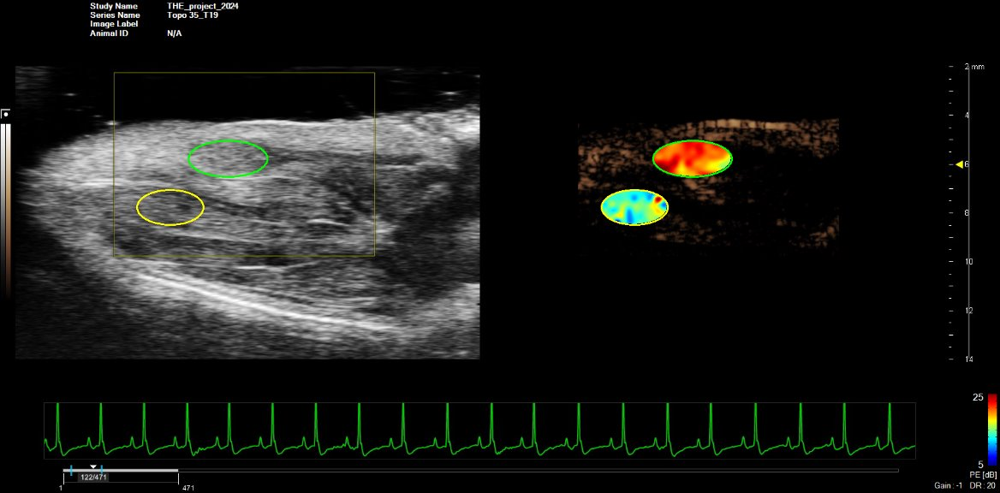 Study Name THE_project_2024
Series Name Topo 35_T19
Image Label
Animal ID N/A
2 mm
4
6
8
10
12
14
25
5
PE [dB]
Gain : -1 DR : 20
122/471
1 471